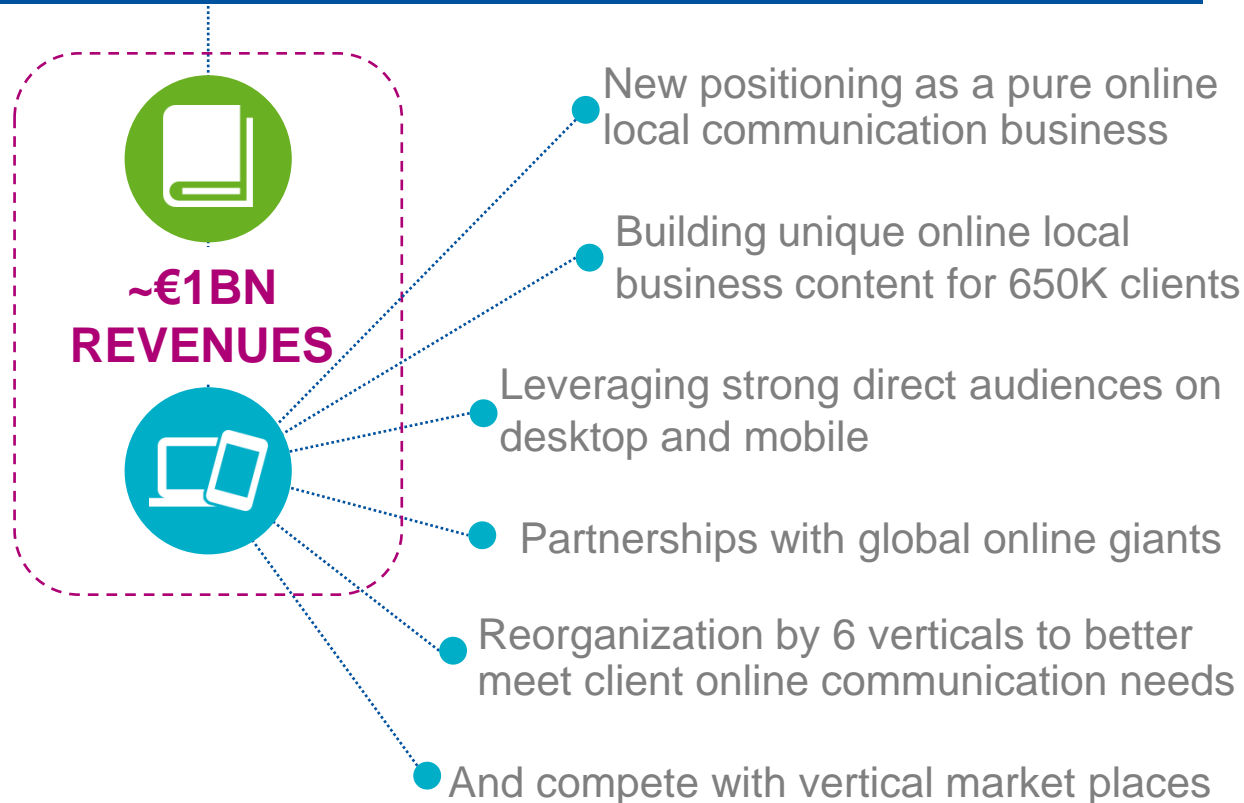 ~€1BN
REVENUES
New positioning as a pure online
local communication business
Building unique online local
business content for 650K clients
Leveraging strong direct audiences on
desktop and mobile
Partnerships with global online giants
Reorganization by 6 verticals to better
meet client online communication needs
And compete with vertical market places